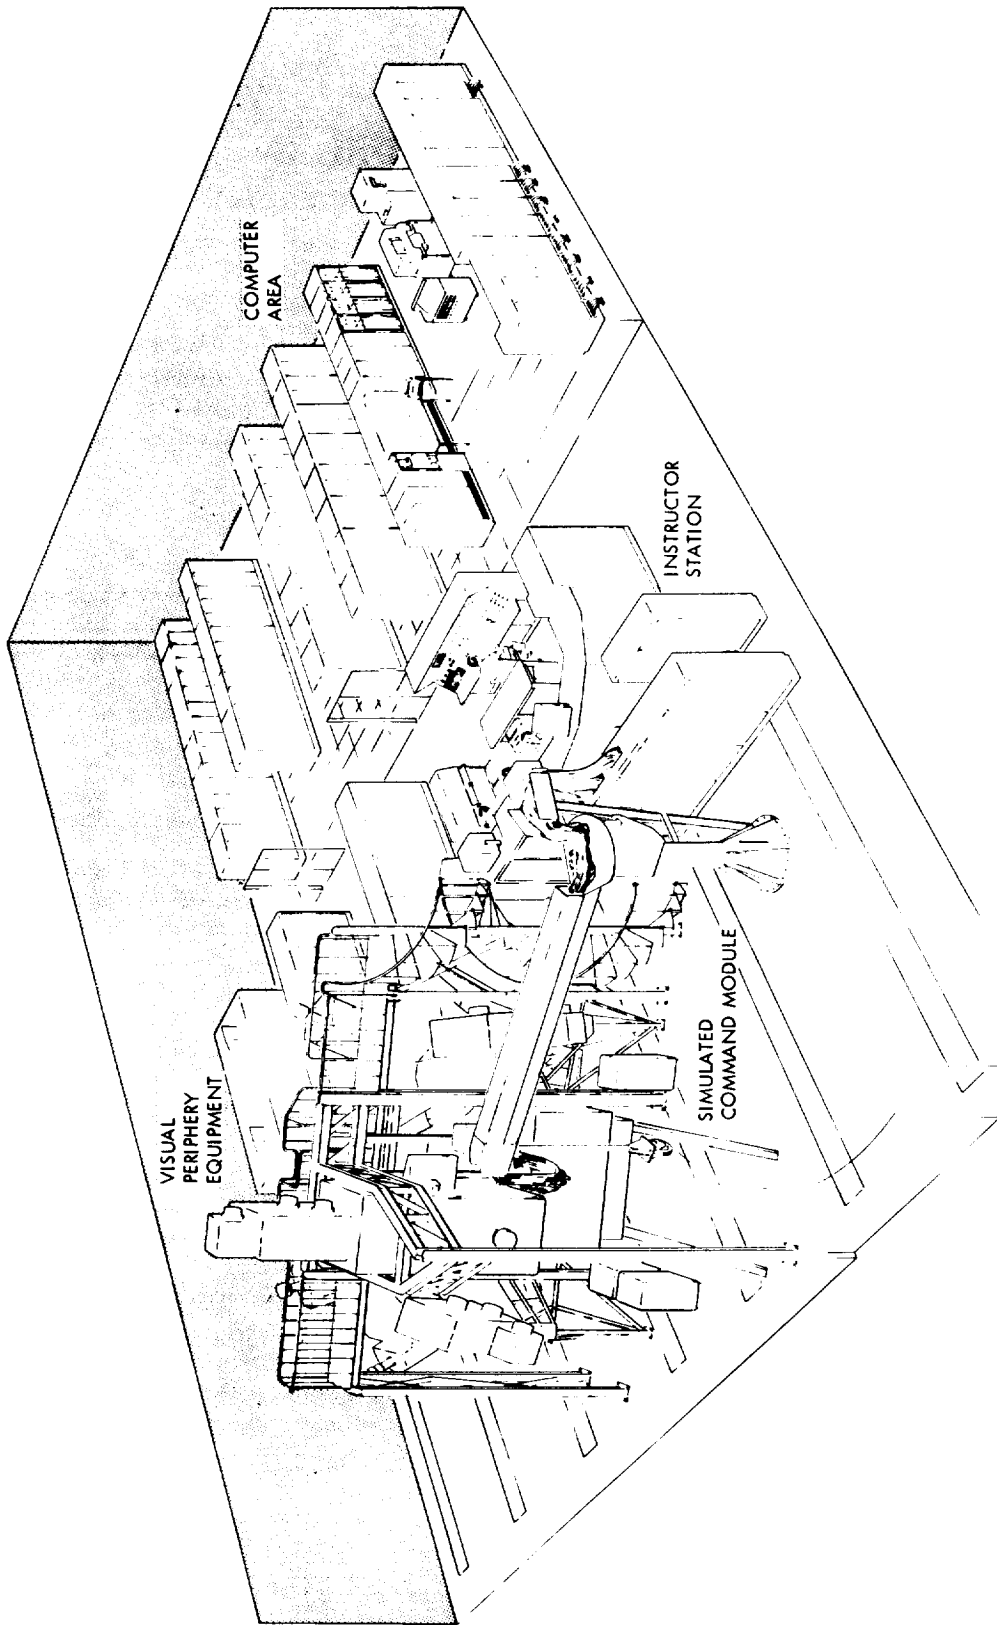 VISUAL
PERIPHERY
EQUIPMENT
COMPUTER
AREA
SIMULATED
COMMAND MODULE
INSTRUCTOR
STATION